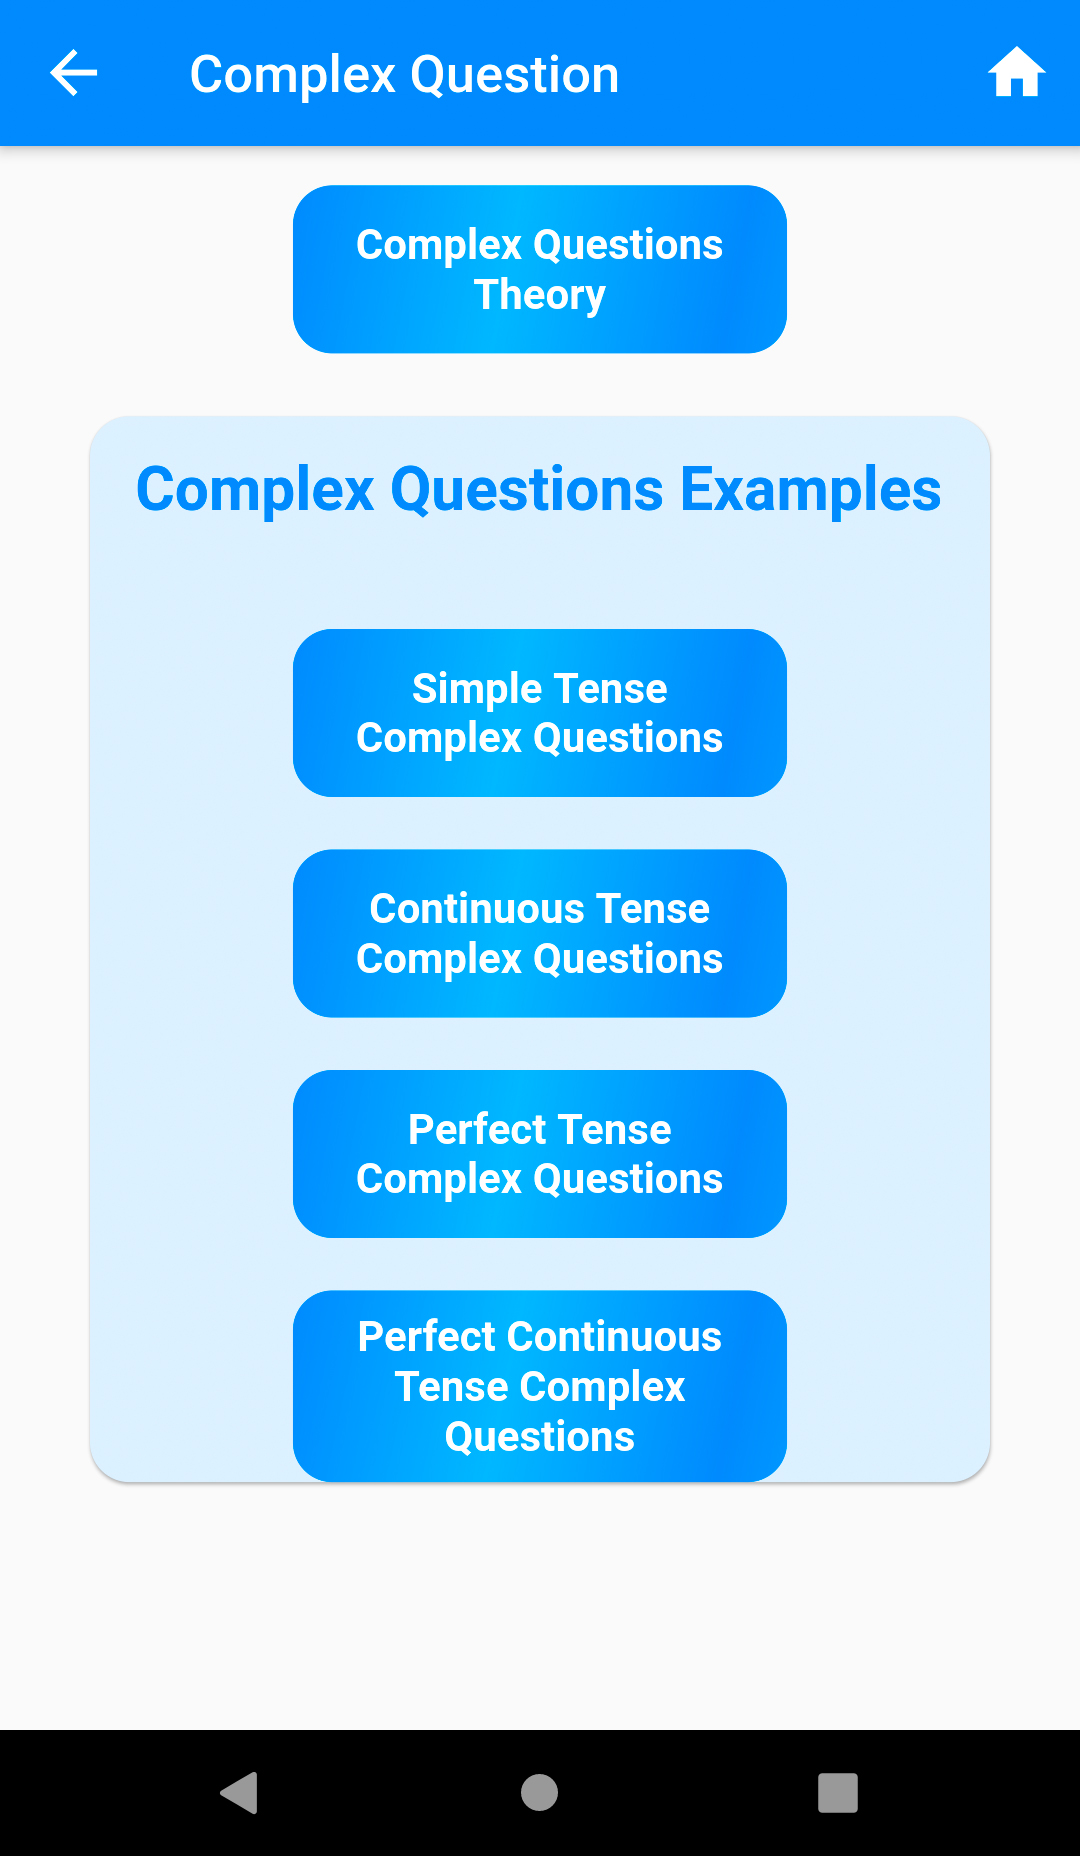 Complex Question
Complex Questions
Theory
Complex Questions Examples
Simple Tense
Complex Questions
Continuous Tense
Complex Questions
Perfect Tense
Complex Questions
Perfect Continuous
Tense Complex
Questions